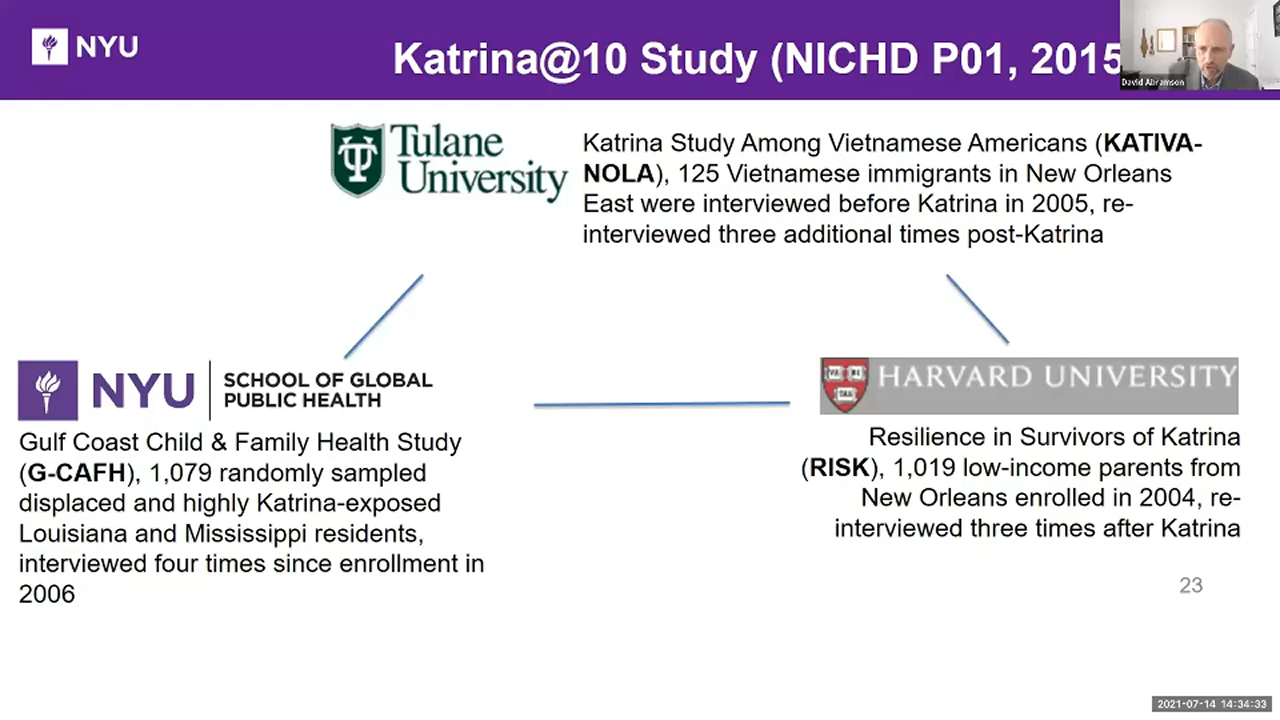 NYU
Katrina@10 Study (NICHD P01, 2015
David Abramson
Tulane
University
Katrina Study Among Vietnamese Americans (KATIVA-
NOLA), 125 Vietnamese immigrants in New Orleans
East were interviewed before Katrina in 2005, re-
interviewed three additional times post-Katrina
NYU
SCHOOL OF GLOBAL
PUBLIC HEALTH
Gulf Coast Child & Family Health Study
(G-CAFH), 1,079 randomly sampled
displaced and highly Katrina-exposed
Louisiana and Mississippi residents,
interviewed four times since enrollment in
2006
VE RI
TAS
HARVARD UNIVERSITY
Resilience in Survivors of Katrina
(RISK), 1,019 low-income parents from
New Orleans enrolled in 2004, re-
interviewed three times after Katrina
23
2021-07-14 14:34:33